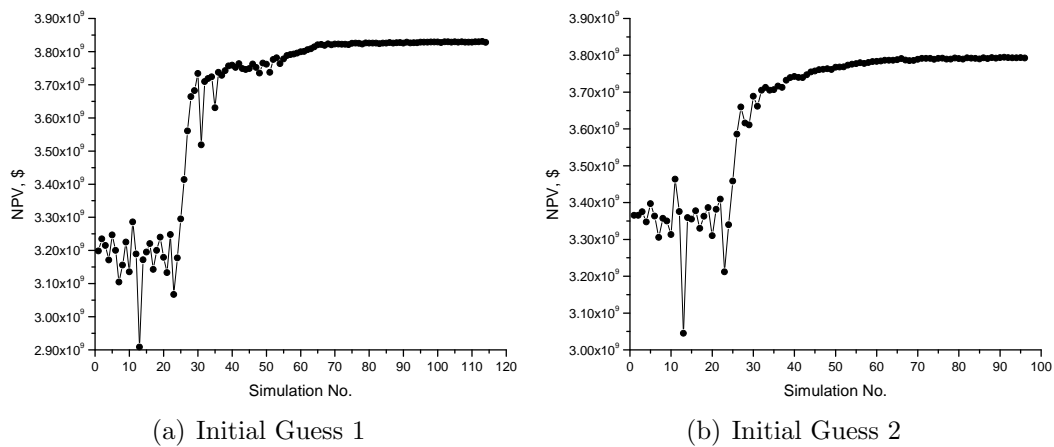 3.90x10⁹
3.80x10⁹
3.70x10⁹
3.60x10⁹
3.50x10⁹
3.40x10⁹
3.30x10⁹
3.20x10⁹
3.10x10⁹
3.00x10⁹
2.90x10⁹
NPV, $
0 10 20 30 40 50 60 70 80 90 100 110 120
Simulation No.
(a) Initial Guess 1
3.90x10⁹
3.80x10⁹
3.70x10⁹
3.60x10⁹
3.50x10⁹
3.40x10⁹
3.30x10⁹
3.20x10⁹
3.10x10⁹
3.00x10⁹
NPV, $
0 10 20 30 40 50 60 70 80 90 100
Simulation No.
(b) Initial Guess 2